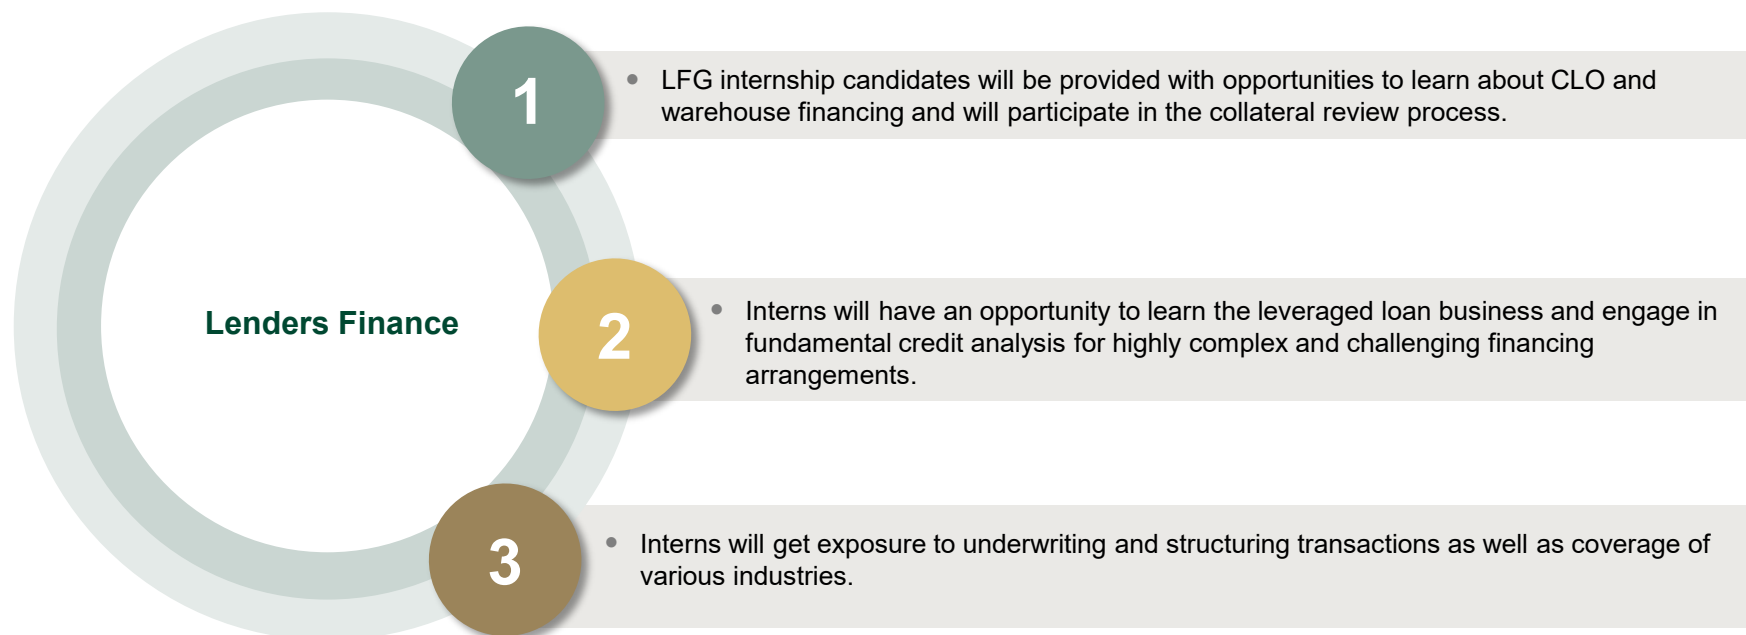 1
• LFG internship candidates will be provided with opportunities to learn about CLO and
warehouse financing and will participate in the collateral review process.
Lenders Finance
2
• Interns will have an opportunity to learn the leveraged loan business and engage in
fundamental credit analysis for highly complex and challenging financing
arrangements.
3
• Interns will get exposure to underwriting and structuring transactions as well as coverage of
various industries.